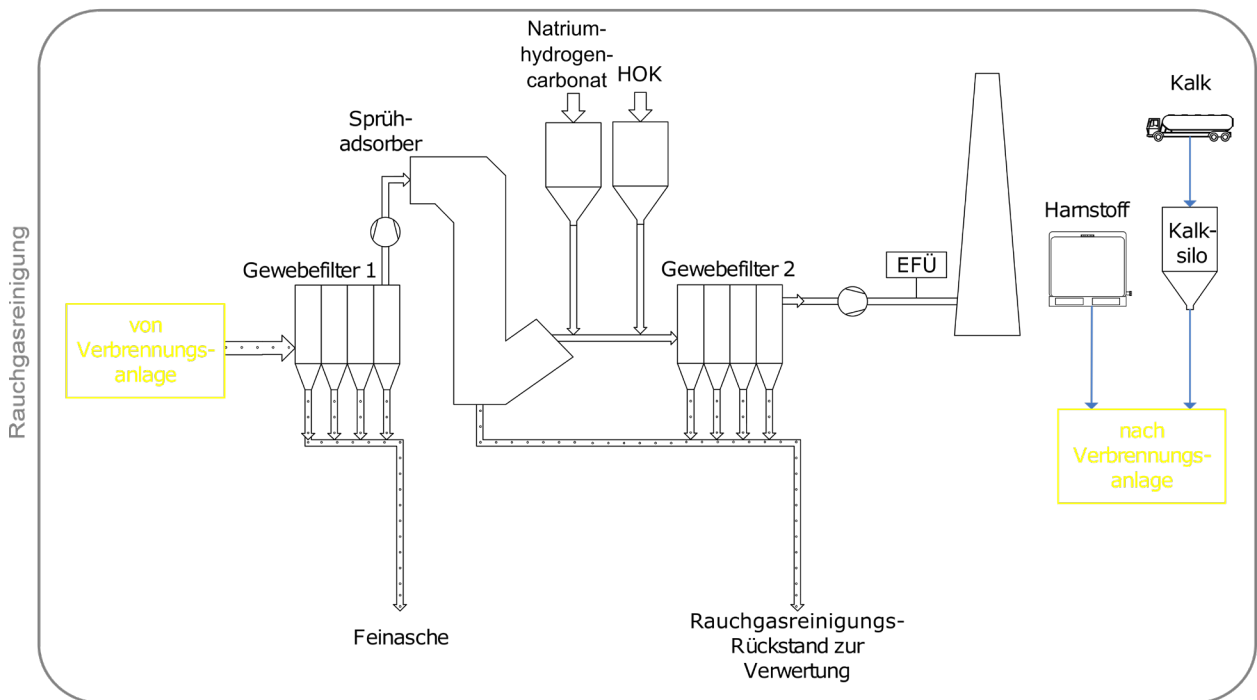 Rauchgasreinigung
Natrium-
hydrogen-
carbonat
HOK
Sprüh-
adsorber
Kalk
Harnstoff
Kalk-
silo
Gewebefilter 1
Gewebefilter 2
EFÜ
von
Verbrennungs-
anlage
nach
Verbrennungs-
anlage
Feinasche
Rauchgasreinigungs-
Rückstand zur
Verwertung